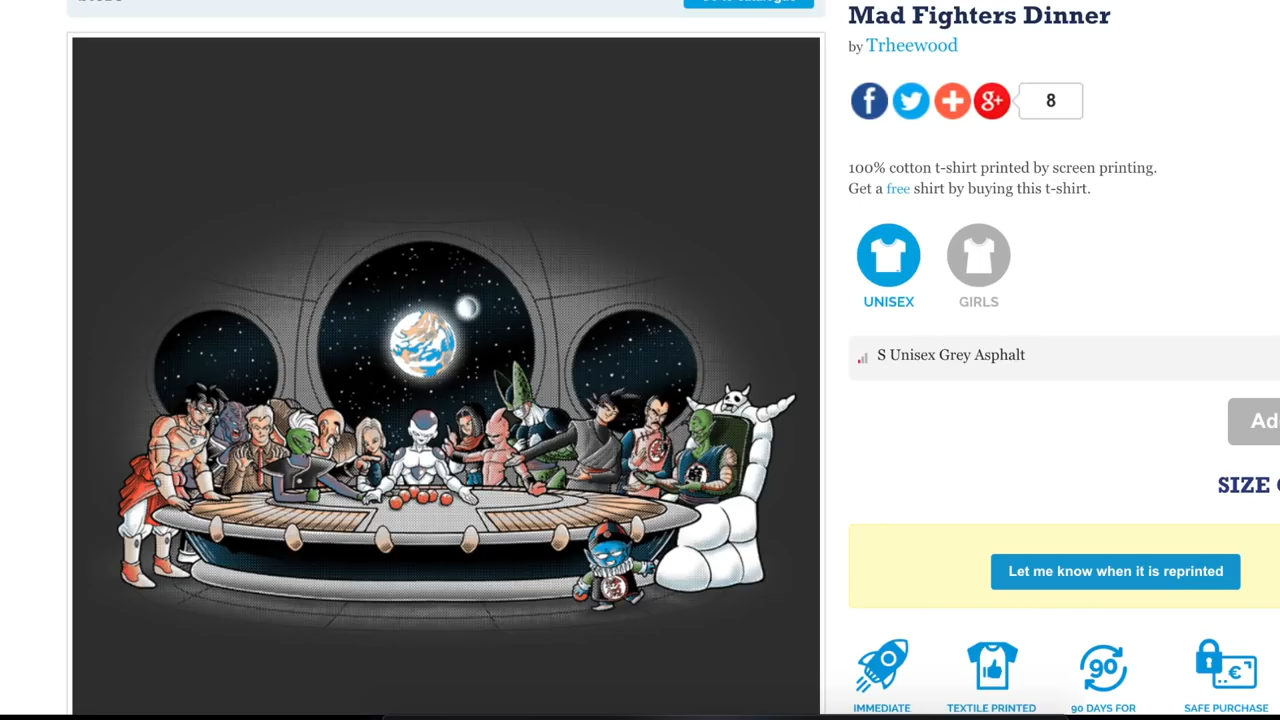 Mad Fighters Dinner
by Trheewood
8
100% cotton t-shirt printed by screen printing.
Get a free shirt by buying this t-shirt.
UNISEX
GIRLS
S Unisex Grey Asphalt
Ad
SIZE
Let me know when it is reprinted
90
IMMEDIATE
TEXTILE PRINTED
90 DAYS FOR
SAFE PURCHASE